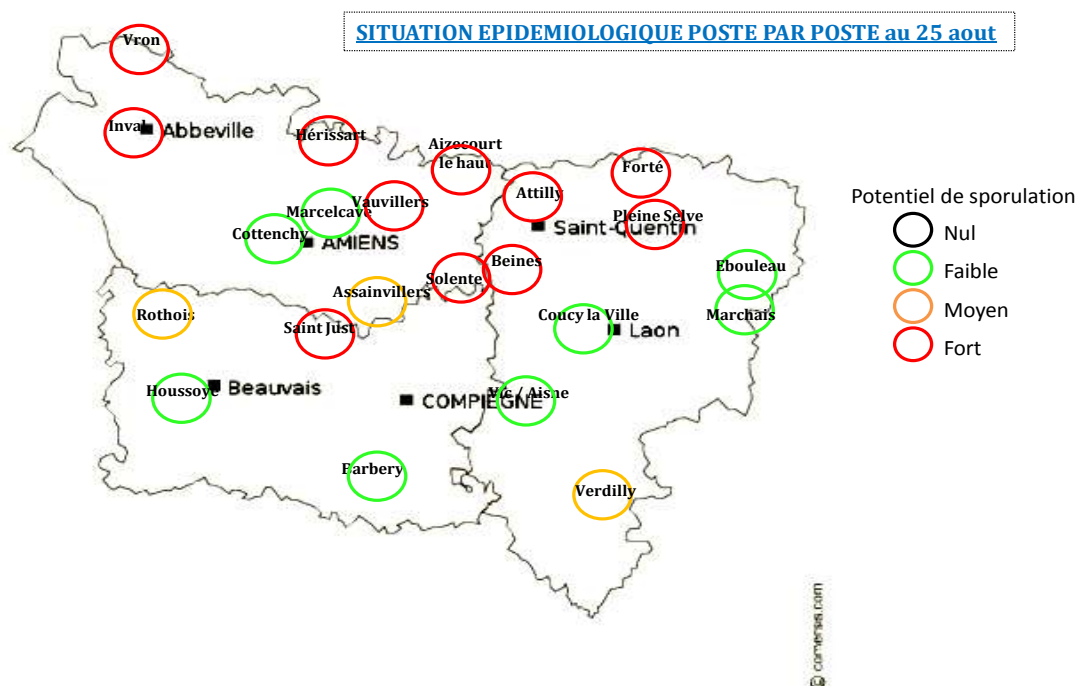 SITUATION EPIDEMIOLOGIQUE POSTE PAR POSTE au 25 aout
Vron
Inval
Abbeville
Hérissart
Aizecourt
le haut
Forté
Attilly
Vauvillers
Marcelcave
Pleine Selve
Saint-Quentin
Cottenchy
AMIENS
Beines
Solente
Ebouleau
Assainvillers
Rothois
Saint Just
Coucy la Ville
Laon
Marchais
Houssoye
Beauvais
COMPIEGNE
Vic / Aisne
Barbery
Verdilly
Potentiel de sporulation
Nul
Faible
Moyen
Fort
© comersis.com